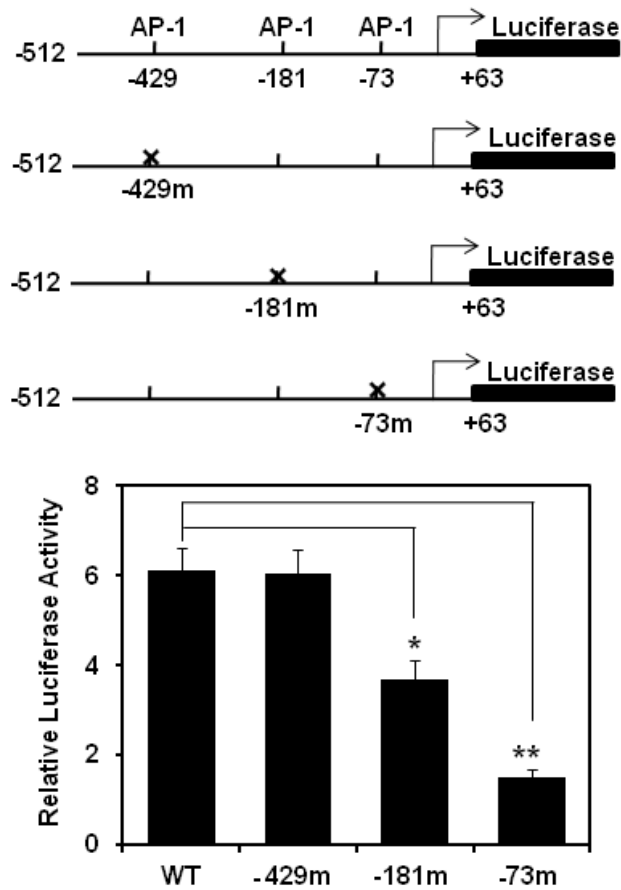 AP-1 AP-1 AP-1 Luciferase
-512
-429 -181 -73 +63
Luciferase
-512
-429m +63
Luciferase
-512
-181m +63
Luciferase
-512
-73m +63
Relative Luciferase Activity
8
6
4
2
0
*
**
WT -429m -181m -73m